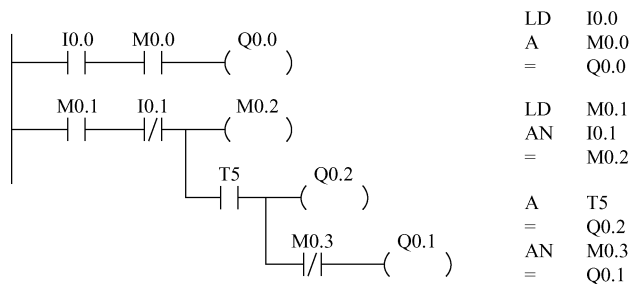 I0.0 M0.0 Q0.0
M0.1 I0.1 M0.2
T5 Q0.2
M0.3 Q0.1
LD I0.0
A M0.0
= Q0.0
LD M0.1
AN I0.1
= M0.2
A T5
= Q0.2
AN M0.3
= Q0.1